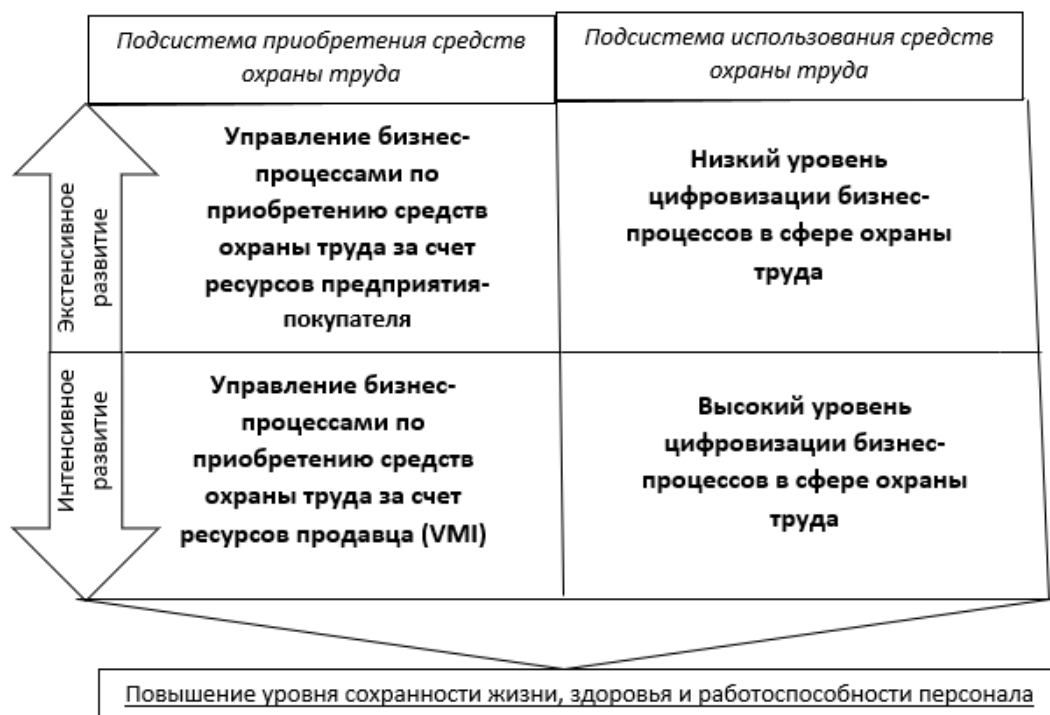 Подсистема приобретения средств
охраны труда
Подсистема использования средств
охраны труда
Экстенсивное
развитие
Управление бизнес-
процессами по
приобретению средств
охраны труда за счет
ресурсов предприятия-
покупателя
Низкий уровень
цифровизации бизнес-
процессов в сфере охраны
труда
Интенсивное
развитие
Управление бизнес-
процессами по
приобретению средств
охраны труда за счет
ресурсов продавца (VMI)
Высокий уровень
цифровизации бизнес-
процессов в сфере охраны
труда
Повышение уровня сохранности жизни, здоровья и работоспособности персонала